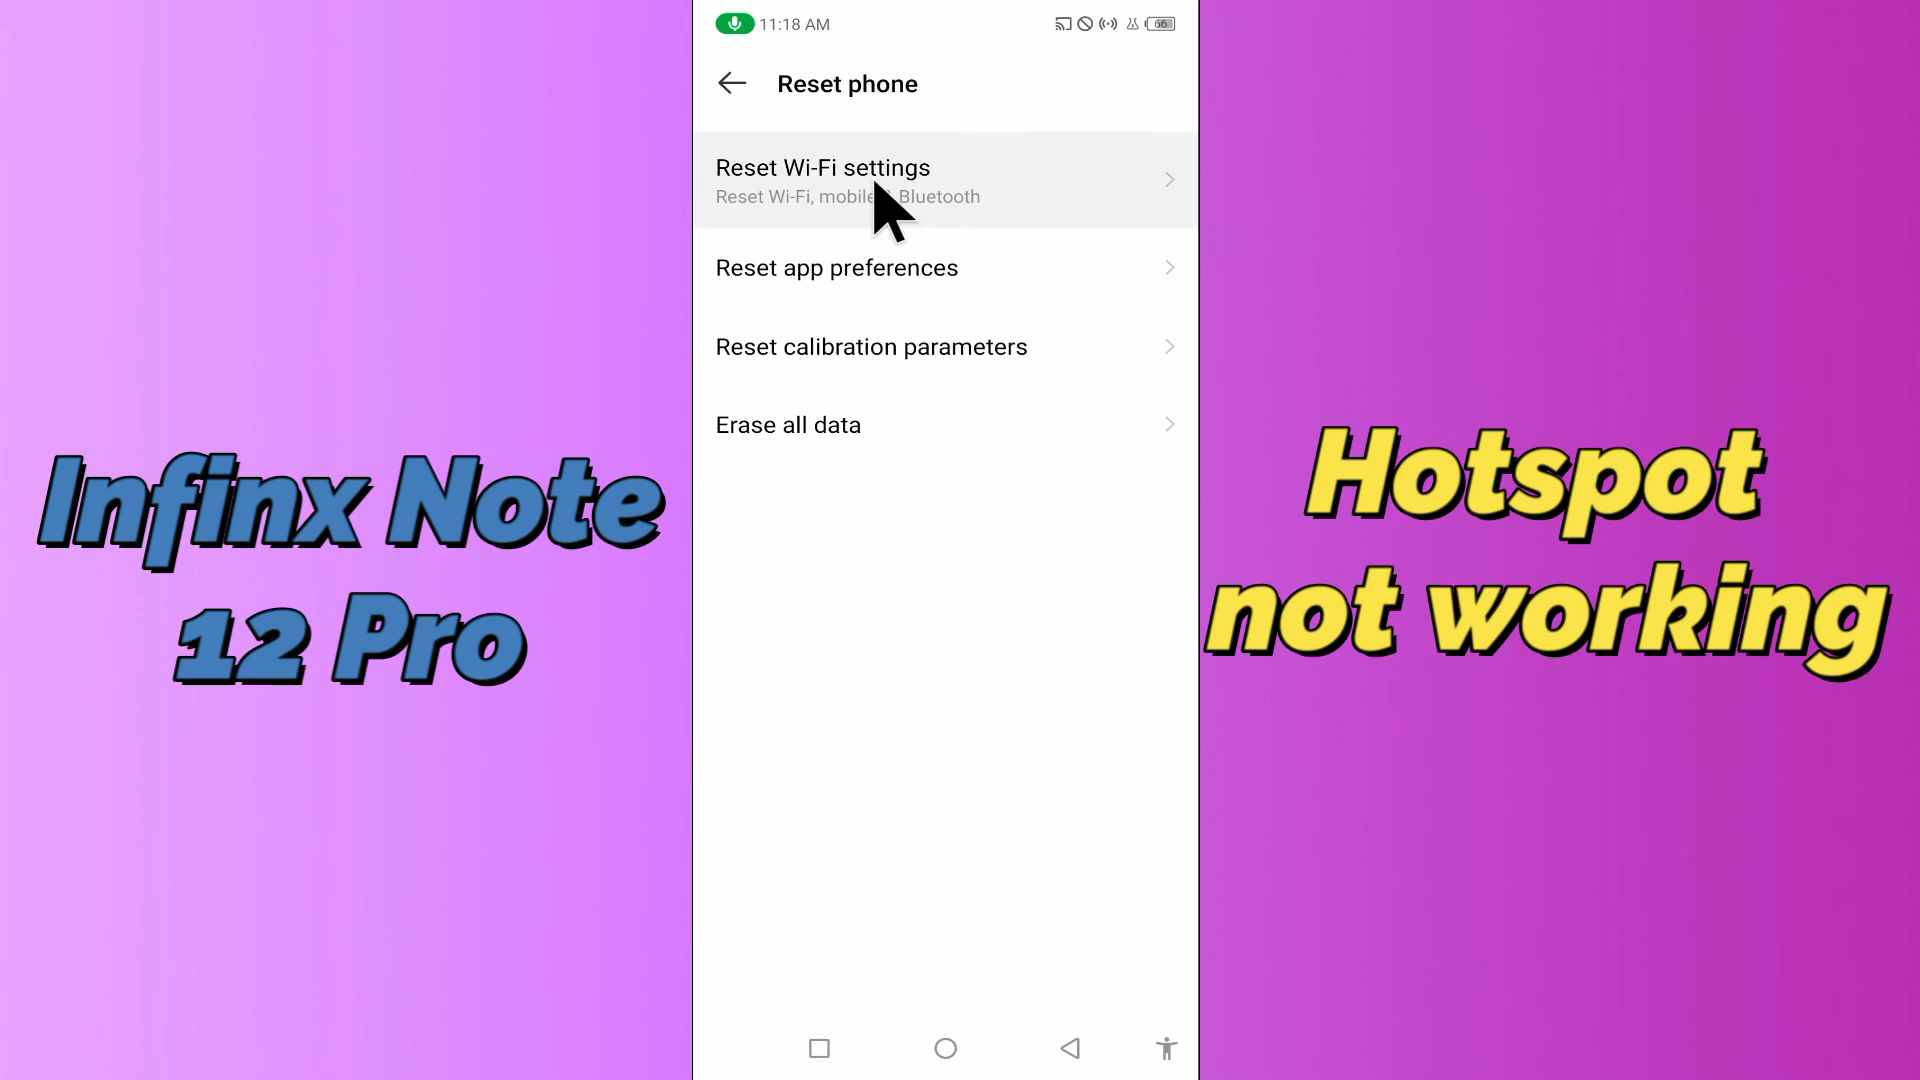 11:18 AM
66
Reset phone
Reset Wi-Fi settings
Reset Wi-Fi, mobile Bluetooth
Reset app preferences
Reset calibration parameters
Erase all data
Infinx Note
12 Pro
Hotspot
not working